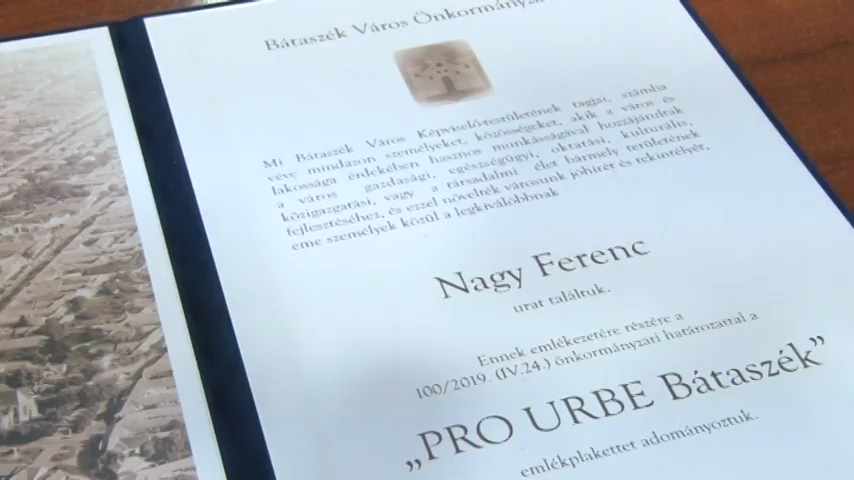 Bátaszék Város Önkormányza
Mi Bátaszék Város Képviselő-testületének tagjai, számba
véve mindazon személyeket, közösségeket, akik a város és
lakossága érdekében hasznos munkásságával hozzájárultak
a város gazdasági, egészségügyi, oktatási, kulturális,
közigazgatási, vagy a társadalmi élet bármely területének
fejlesztéséhez, és ezzel növelték városunk jóhírét és tekintélyét,
eme személyek közül a legkiválóbbnak
Nagy Ferenc
urat találtuk.
Ennek emlékezetére részére a
100/2019. (IV.24.) önkormányzari határozattal a
„PRO URBE Bátaszék”
emlékplakettet adományoztuk.